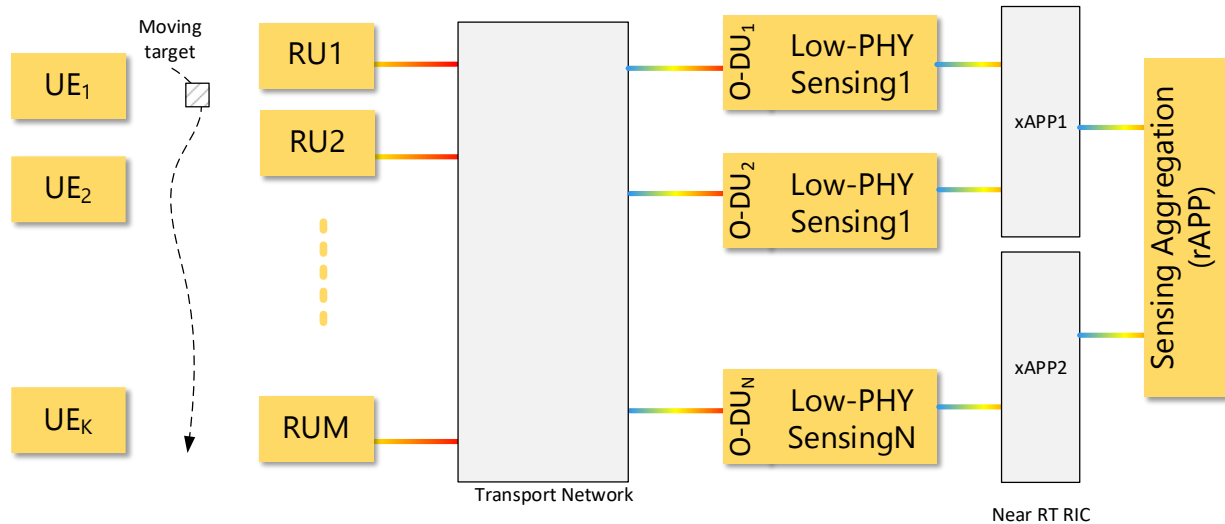 Moving
target
UE₁
UE₂
UEₖ
RU1
RU2
RUM
Transport Network
O-DU₁
Low-PHY
Sensing1
O-DU₂
Low-PHY
Sensing1
O-DU_N
Low-PHY
SensingN
xAPP1
xAPP2
Near RT RIC
Sensing Aggregation
(rAPP)